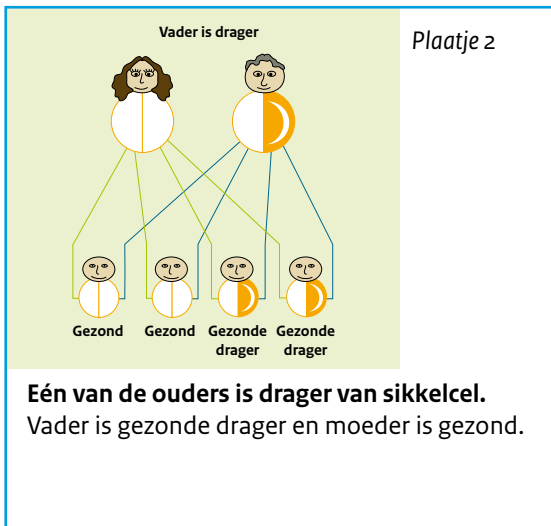 Vader is drager
Plaatje 2
Gezond Gezond Gezonde Gezonde
drager drager
Eén van de ouders is drager van sikkelcel.
Vader is gezonde drager en moeder is gezond.